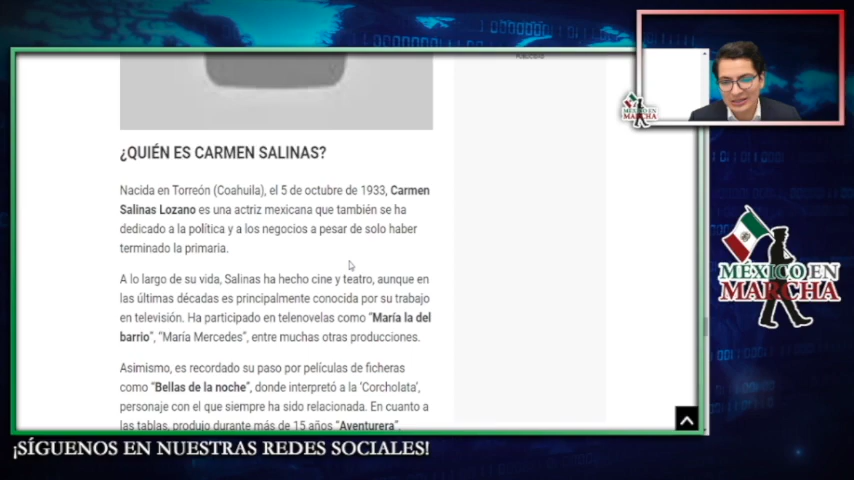 PUBLICIDAD
MÉXICO EN
MARCHA
¿QUIÉN ES CARMEN SALINAS?
Nacida en Torreón (Coahuila), el 5 de octubre de 1933, Carmen
Salinas Lozano es una actriz mexicana que también se ha
dedicado a la política y a los negocios a pesar de solo haber
terminado la primaria.
A lo largo de su vida, Salinas ha hecho cine y teatro, aunque en
las últimas décadas es principalmente conocida por su trabajo
en televisión. Ha participado en telenovelas como “María la del
barrio”, “María Mercedes”, entre muchas otras producciones.
Asimismo, es recordado su paso por películas de ficheras
como “Bellas de la noche”, donde interpretó a la ‘Corcholata’,
personaje con el que siempre ha sido relacionada. En cuanto a
las tablas, produjo durante más de 15 años “Aventurera”,
MÉXICO EN
MARCHA
¡SÍGUENOS EN NUESTRAS REDES SOCIALES!